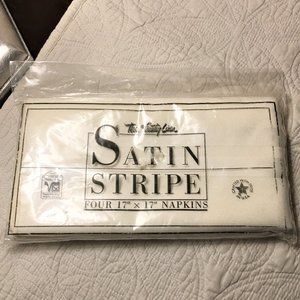 SATIN
STRIPE
FOUR 17" × 17" NAPKINS